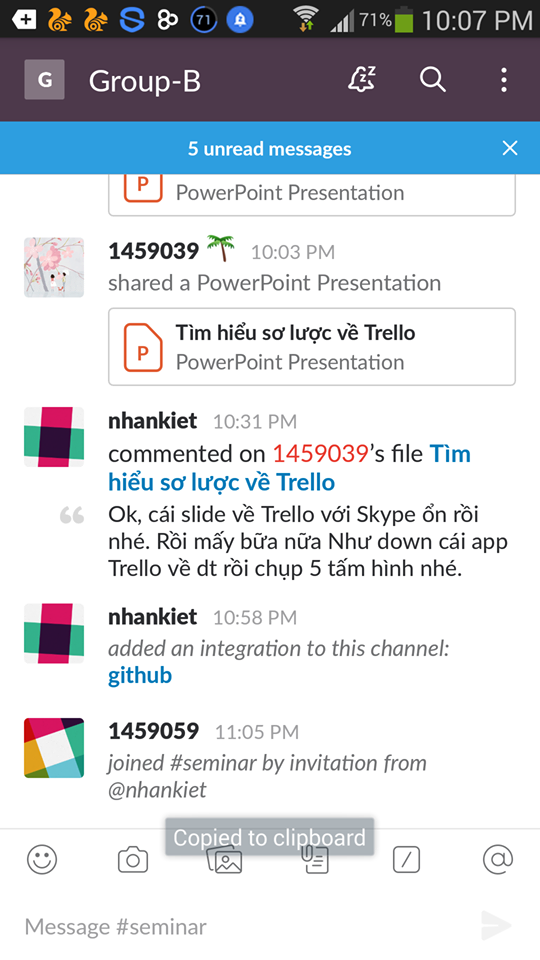 71
71%
10:07 PM
G
Group-B
5 unread messages
P
PowerPoint Presentation
1459039 🌴 10:03 PM
shared a PowerPoint Presentation
P
Tìm hiểu sơ lược về Trello
PowerPoint Presentation
nhankiet 10:31 PM
commented on 1459039’s file Tìm
hiểu sơ lược về Trello
Ok, cái slide về Trello với Skype ổn rồi
nhé. Rồi mấy bữa nữa Như down cái app
Trello về dt rồi chụp 5 tấm hình nhé.
nhankiet 10:58 PM
added an integration to this channel:
github
1459059 11:05 PM
joined #seminar by invitation from
@nhankiet
Copied to clipboard
Message #seminar